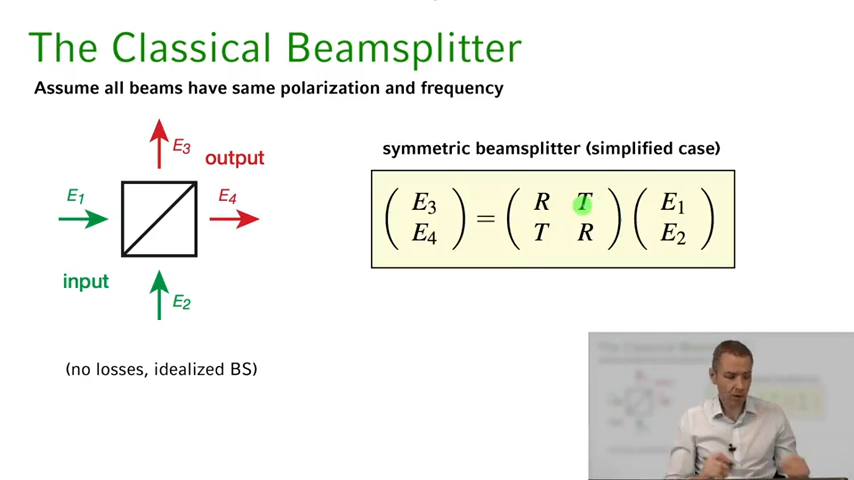 The Classical Beamsplitter
Assume all beams have same polarization and frequency
E3
output
E1
E4
input
E2
(no losses, idealized BS)
symmetric beamsplitter (simplified case)
( E3 ) = ( R T ) ( E1 )
( E4 ) ( T R ) ( E2 )